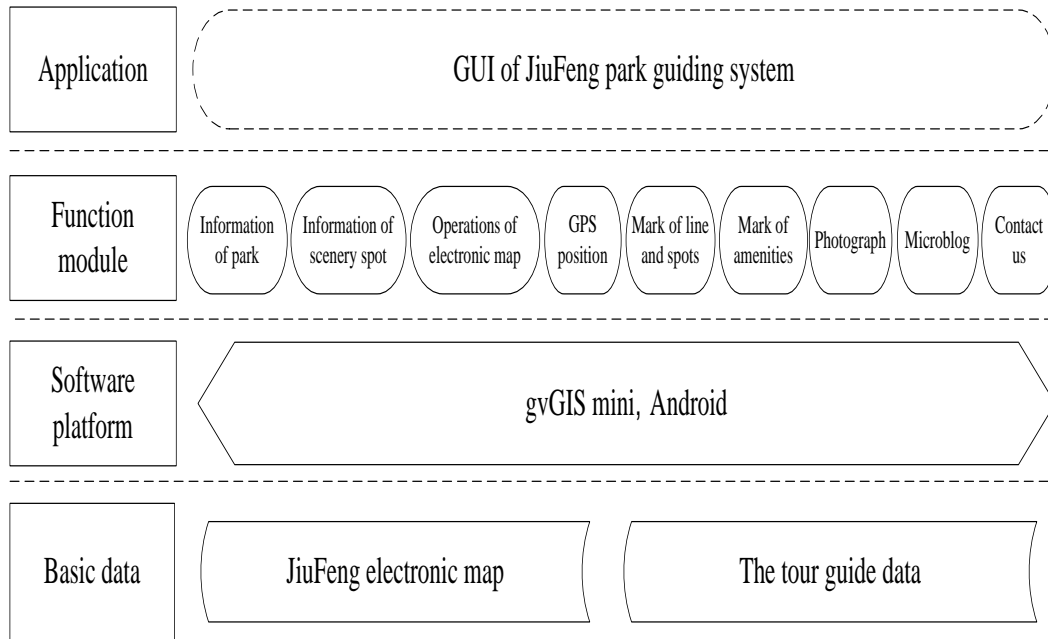 Application
GUI of JiuFeng park guiding system
Function
module
Information
of park
Information of
scenery spot
Operations of
electronic map
GPS
position
Mark of line
and spots
Mark of
amenities
Photograph
Microblog
Contact
us
Software
platform
gvGIS mini, Android
Basic data
JiuFeng electronic map
The tour guide data